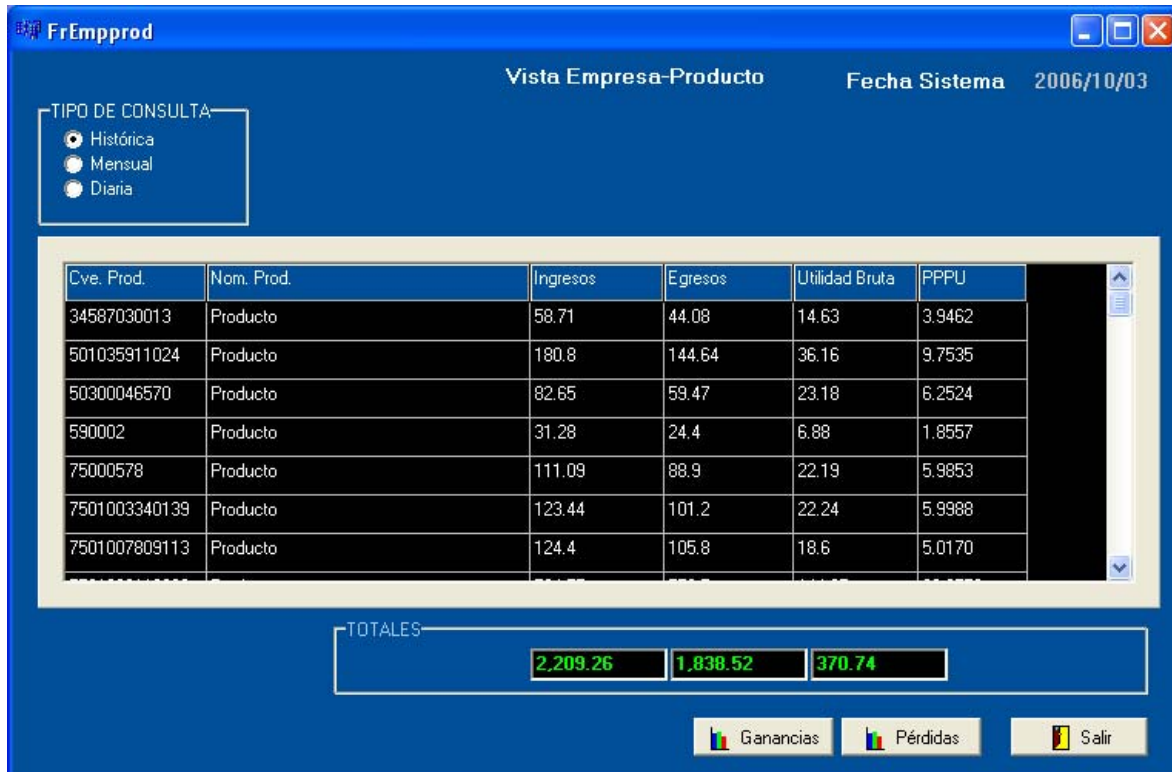 FrEmpprod
Vista Empresa-Producto Fecha Sistema 2006/10/03
TIPO DE CONSULTA
Histórica
Mensual
Diaria
Cve. Prod. Nom. Prod. Ingresos Egresos Utilidad Bruta PPPU
34587030013 Producto 58.71 44.08 14.63 3.9462
501035911024 Producto 180.8 144.64 36.16 9.7535
50300046570 Producto 82.65 59.47 23.18 6.2524
590002 Producto 31.28 24.4 6.88 1.8557
75000578 Producto 111.09 88.9 22.19 5.9853
7501003340139 Producto 123.44 101.2 22.24 5.9988
7501007809113 Producto 124.4 105.8 18.6 5.0170
TOTALES
2,209.26 1,838.52 370.74
Ganancias Pérdidas Salir